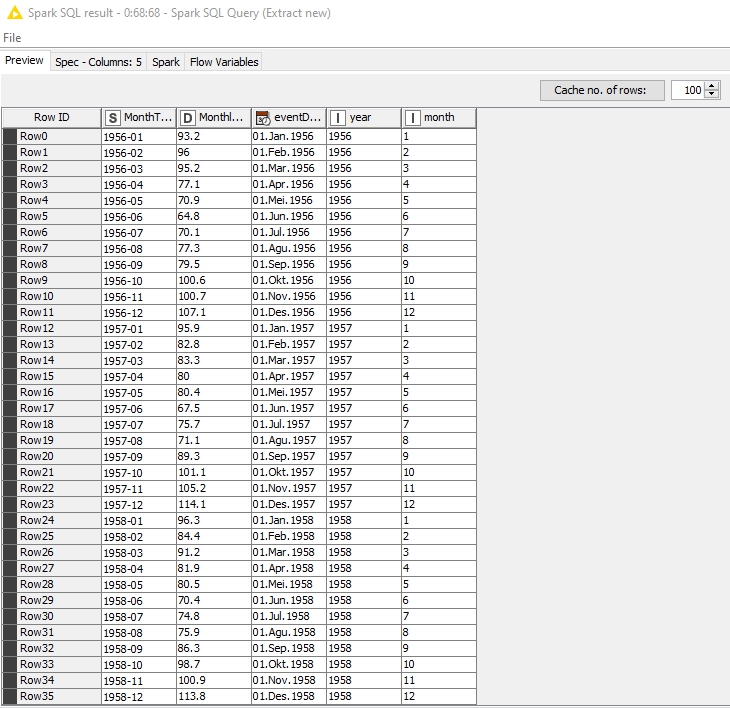 Spark SQL result - 0:68:68 - Spark SQL Query (Extract new)
File
Preview Spec - Columns: 5 Spark Flow Variables
Cache no. of rows: 100
Row ID S MonthT... D Monthl... eventD... I year I month
Row0 1956-01 93.2 01.Jan.1956 1956 1
Row1 1956-02 96 01.Feb.1956 1956 2
Row2 1956-03 95.2 01.Mar.1956 1956 3
Row3 1956-04 77.1 01.Apr.1956 1956 4
Row4 1956-05 70.9 01.Mei.1956 1956 5
Row5 1956-06 64.8 01.Jun.1956 1956 6
Row6 1956-07 70.1 01.Jul.1956 1956 7
Row7 1956-08 77.3 01.Agu.1956 1956 8
Row8 1956-09 79.5 01.Sep.1956 1956 9
Row9 1956-10 100.6 01.Okt.1956 1956 10
Row10 1956-11 100.7 01.Nov.1956 1956 11
Row11 1956-12 107.1 01.Des.1956 1956 12
Row12 1957-01 95.9 01.Jan.1957 1957 1
Row13 1957-02 82.8 01.Feb.1957 1957 2
Row14 1957-03 83.3 01.Mar.1957 1957 3
Row15 1957-04 80 01.Apr.1957 1957 4
Row16 1957-05 80.4 01.Mei.1957 1957 5
Row17 1957-06 67.5 01.Jun.1957 1957 6
Row18 1957-07 75.7 01.Jul.1957 1957 7
Row19 1957-08 71.1 01.Agu.1957 1957 8
Row20 1957-09 89.3 01.Sep.1957 1957 9
Row21 1957-10 101.1 01.Okt.1957 1957 10
Row22 1957-11 105.2 01.Nov.1957 1957 11
Row23 1957-12 114.1 01.Des.1957 1957 12
Row24 1958-01 96.3 01.Jan.1958 1958 1
Row25 1958-02 84.4 01.Feb.1958 1958 2
Row26 1958-03 91.2 01.Mar.1958 1958 3
Row27 1958-04 81.9 01.Apr.1958 1958 4
Row28 1958-05 80.5 01.Mei.1958 1958 5
Row29 1958-06 70.4 01.Jun.1958 1958 6
Row30 1958-07 74.8 01.Jul.1958 1958 7
Row31 1958-08 75.9 01.Agu.1958 1958 8
Row32 1958-09 86.3 01.Sep.1958 1958 9
Row33 1958-10 98.7 01.Okt.1958 1958 10
Row34 1958-11 100.9 01.Nov.1958 1958 11
Row35 1958-12 113.8 01.Des.1958 1958 12